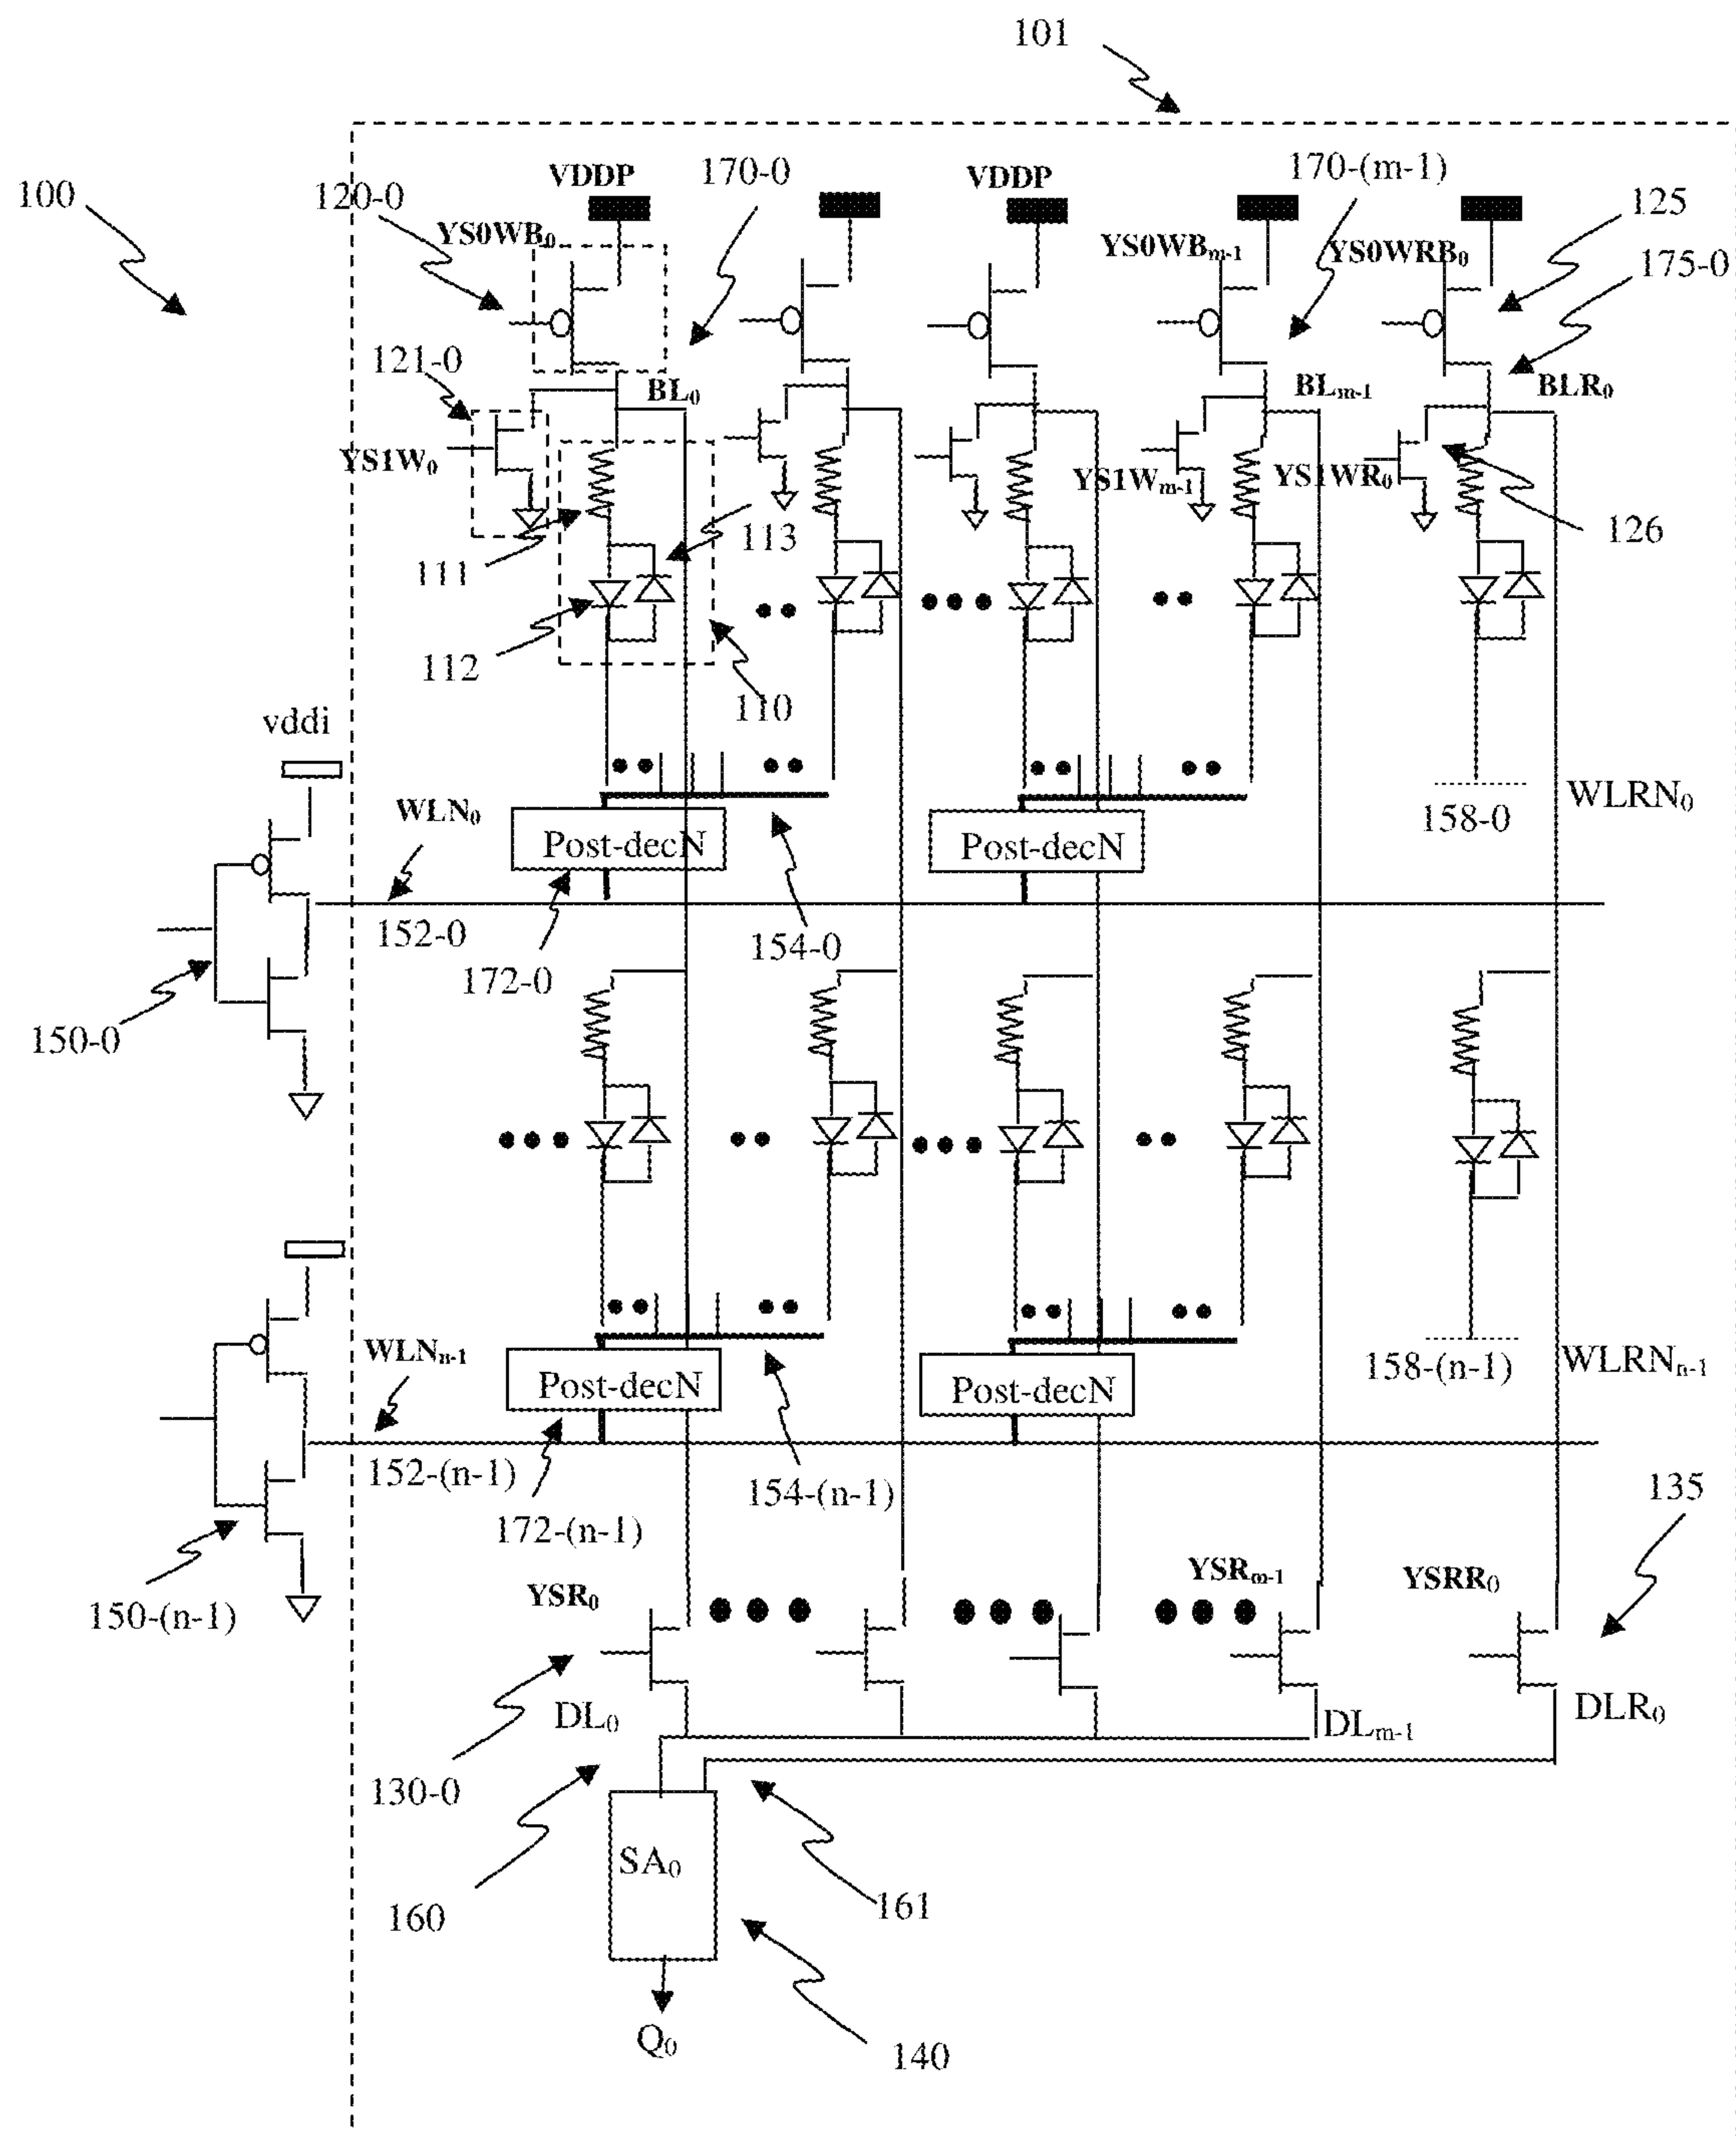 101
100
120-0
VDDP
170-0
VDDP
170-(m-1)
125
YS0WB₀
YS0WBₘ₋₁
YS0WRB₀
175-0
121-0
BL₀
BLₘ₋₁
BLR₀
YS1W₀
YS1Wₘ₋₁
YS1WR₀
111
113
126
112
110
vddi
WLN₀
Post-decN
Post-decN
158-0
WLRN₀
152-0
154-0
172-0
150-0
WLNₙ₋₁
Post-decN
Post-decN
158-(n-1)
WLRNₙ₋₁
152-(n-1)
154-(n-1)
172-(n-1)
135
150-(n-1)
YSR₀
YSRₘ₋₁
YSRR₀
DL₀
DLₘ₋₁
DLR₀
130-0
SA₀
160
161
Q₀
140